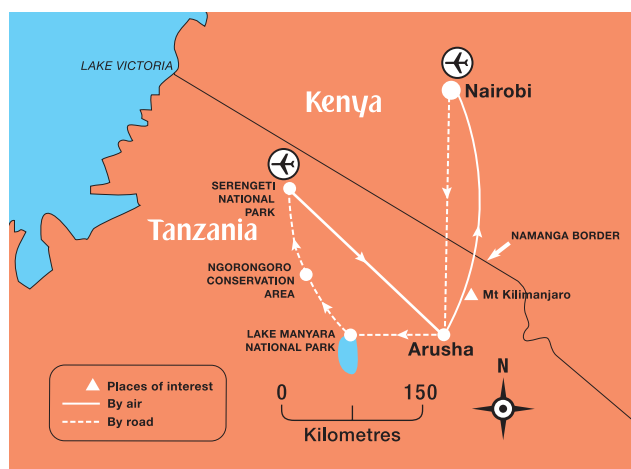 LAKE VICTORIA
Kenya
Nairobi
SERENGETI
NATIONAL
PARK
Tanzania
NAMANGA BORDER
NGORONGORO
CONSERVATION
AREA
Mt Kilimanjaro
LAKE MANYARA
NATIONAL PARK
Arusha
Places of interest
By air
By road
0 150
Kilometres
N